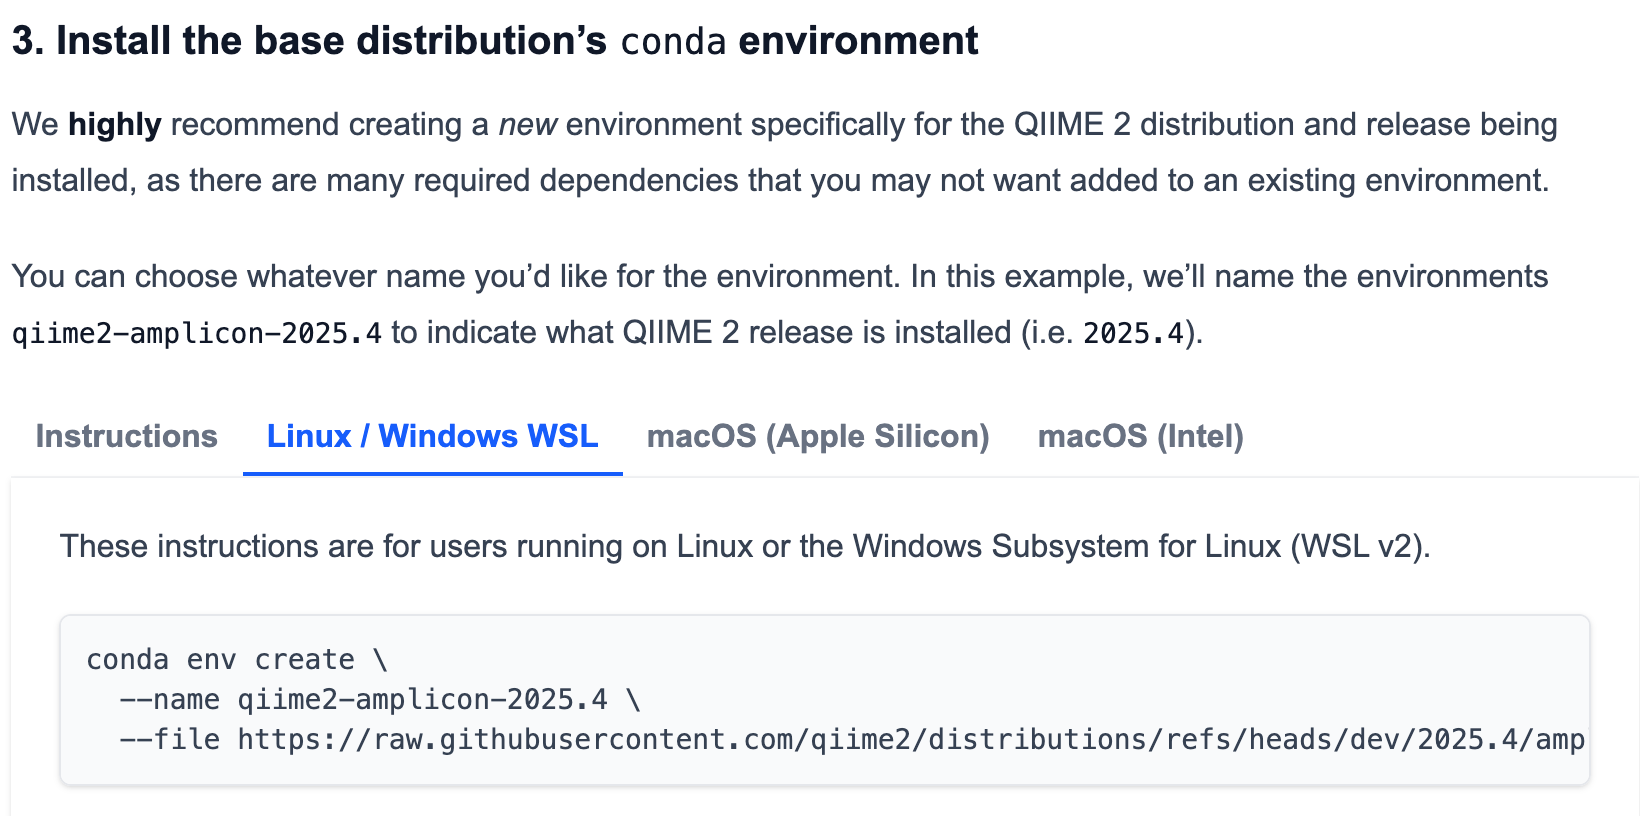 3. Install the base distribution’s conda environment
We highly recommend creating a new environment specifically for the QIIME 2 distribution and release being
installed, as there are many required dependencies that you may not want added to an existing environment.
You can choose whatever name you’d like for the environment. In this example, we’ll name the environments
qiime2-amplicon-2025.4 to indicate what QIIME 2 release is installed (i.e. 2025.4).
Instructions Linux / Windows WSL macOS (Apple Silicon) macOS (Intel)
These instructions are for users running on Linux or the Windows Subsystem for Linux (WSL v2).
conda env create \
--name qiime2-amplicon-2025.4 \
--file https://raw.githubusercontent.com/qiime2/distributions/refs/heads/dev/2025.4/amp